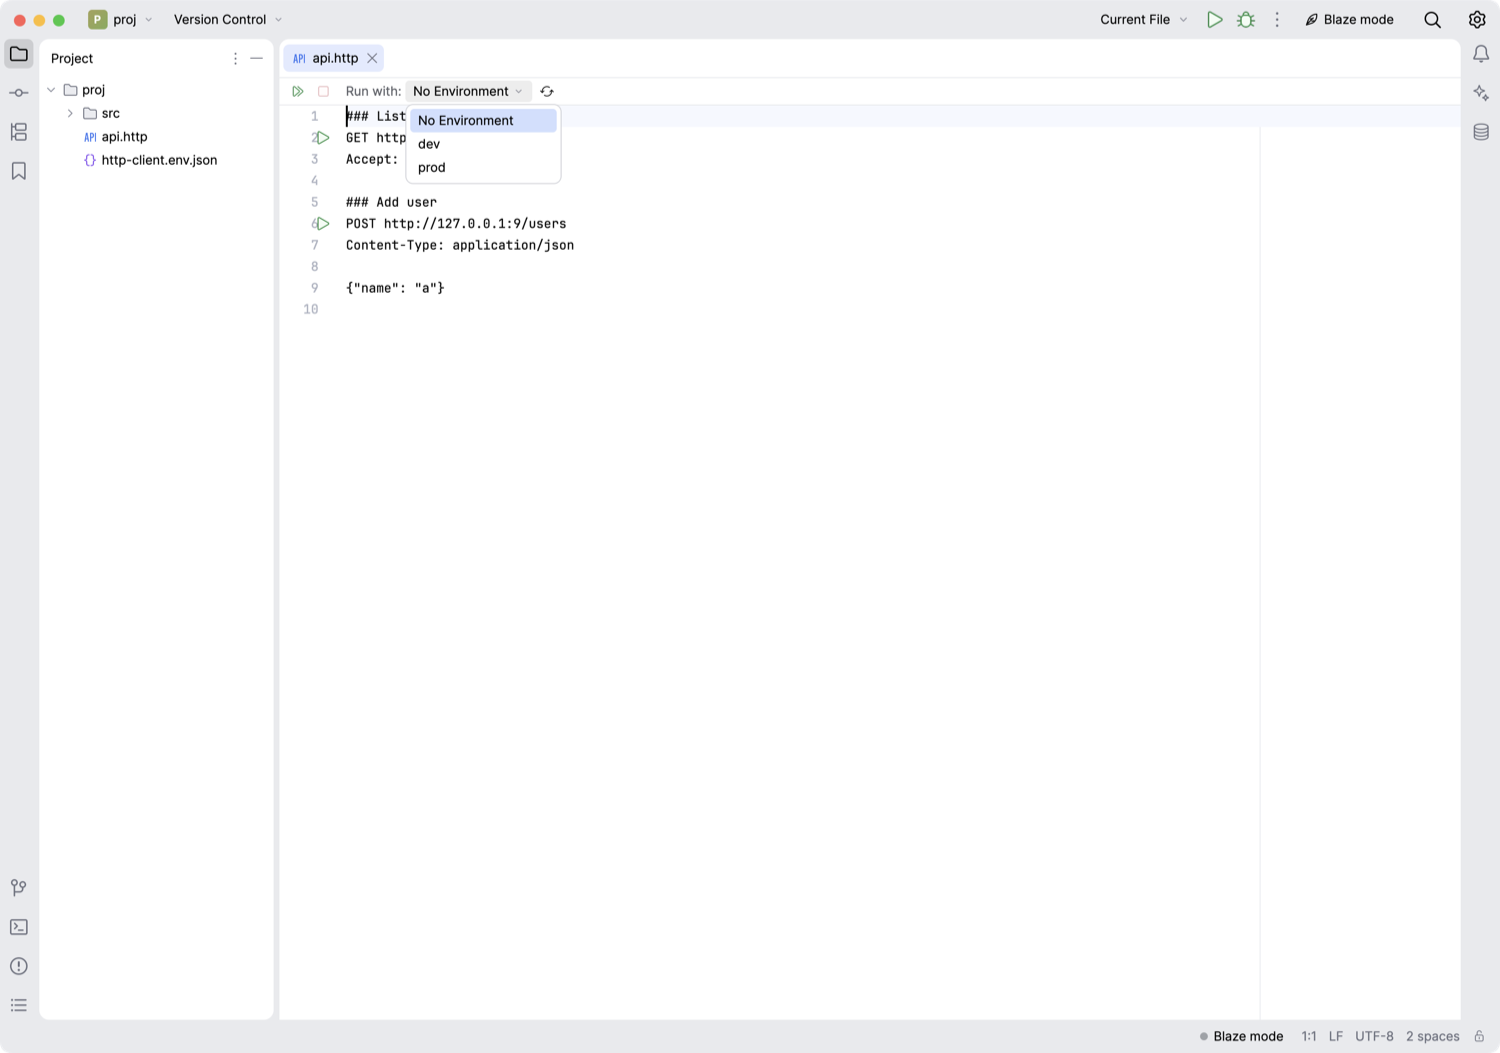 P proj Version Control Current File Blaze mode
Project
API api.http
proj
src
API api.http
{} http-client.env.json
Run with: No Environment
No Environment
dev
prod
1 ### List
2 GET http
3 Accept:
4
5 ### Add user
6 POST http://127.0.0.1:9/users
7 Content-Type: application/json
8
9 {"name": "a"}
10
Blaze mode 1:1 LF UTF-8 2 spaces